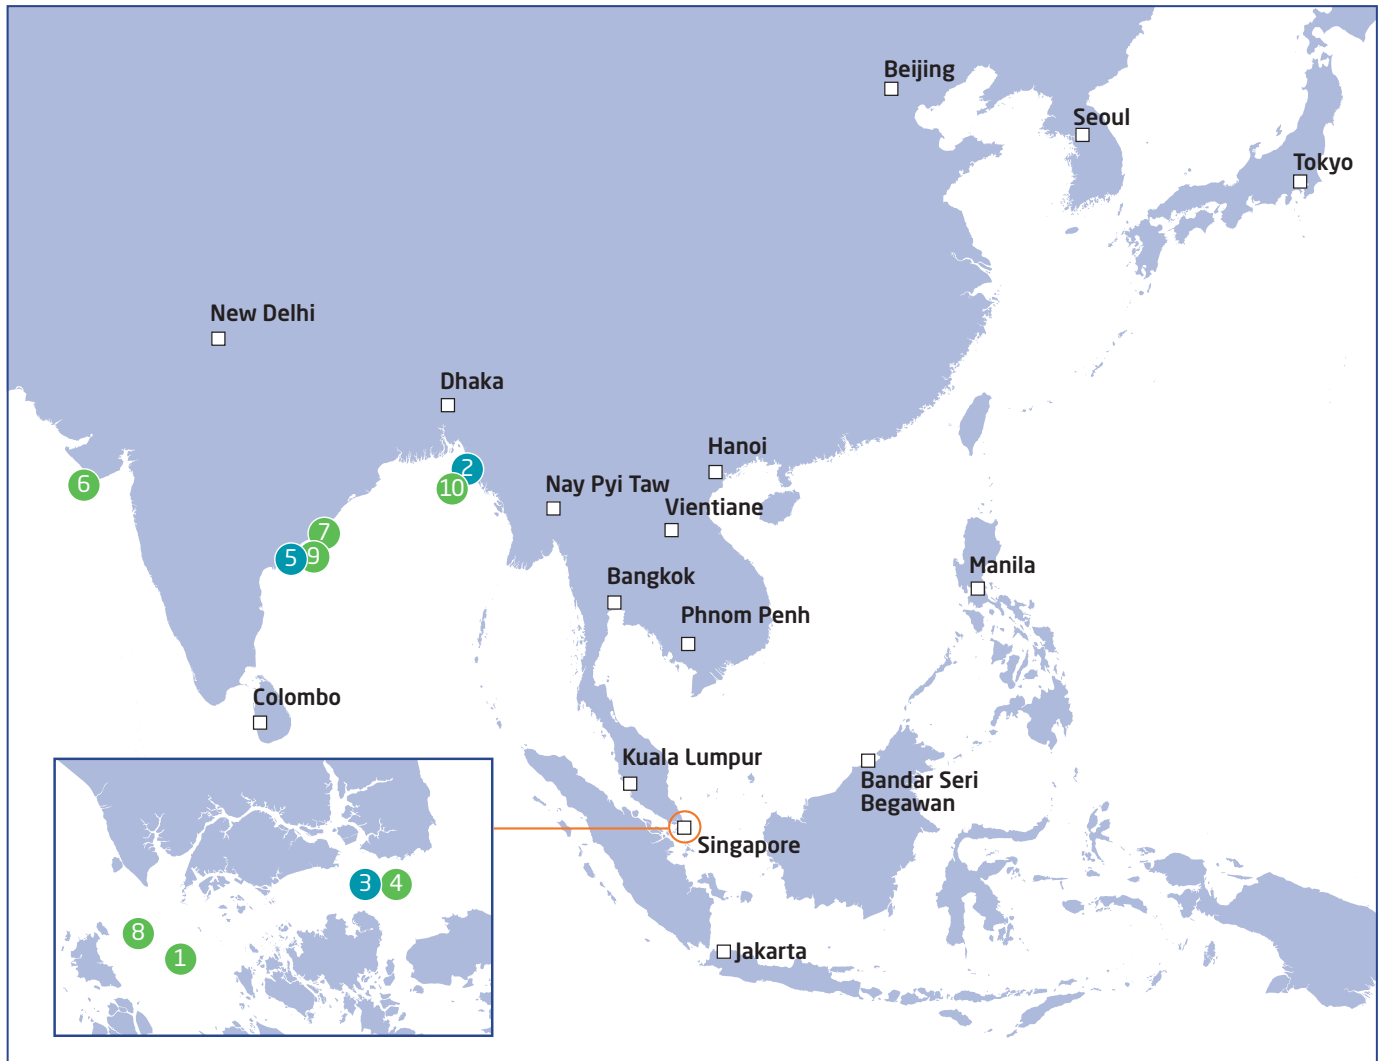 Beijing
Seoul
Tokyo
New Delhi
Dhaka
Hanoi
2
6
10
Nay Pyi Taw
Vientiane
7
5
9
Manila
Bangkok
Phnom Penh
Colombo
Kuala Lumpur
Bandar Seri
Begawan
Singapore
3
4
8
1
Jakarta